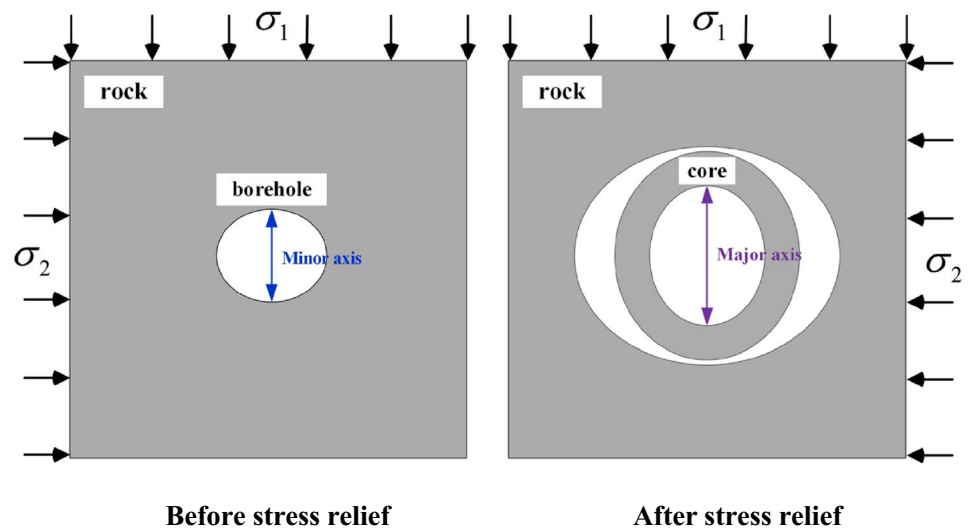 σ1
σ1
rock
rock
borehole
core
Minor axis
Major axis
σ2
σ2
Before stress relief
After stress relief